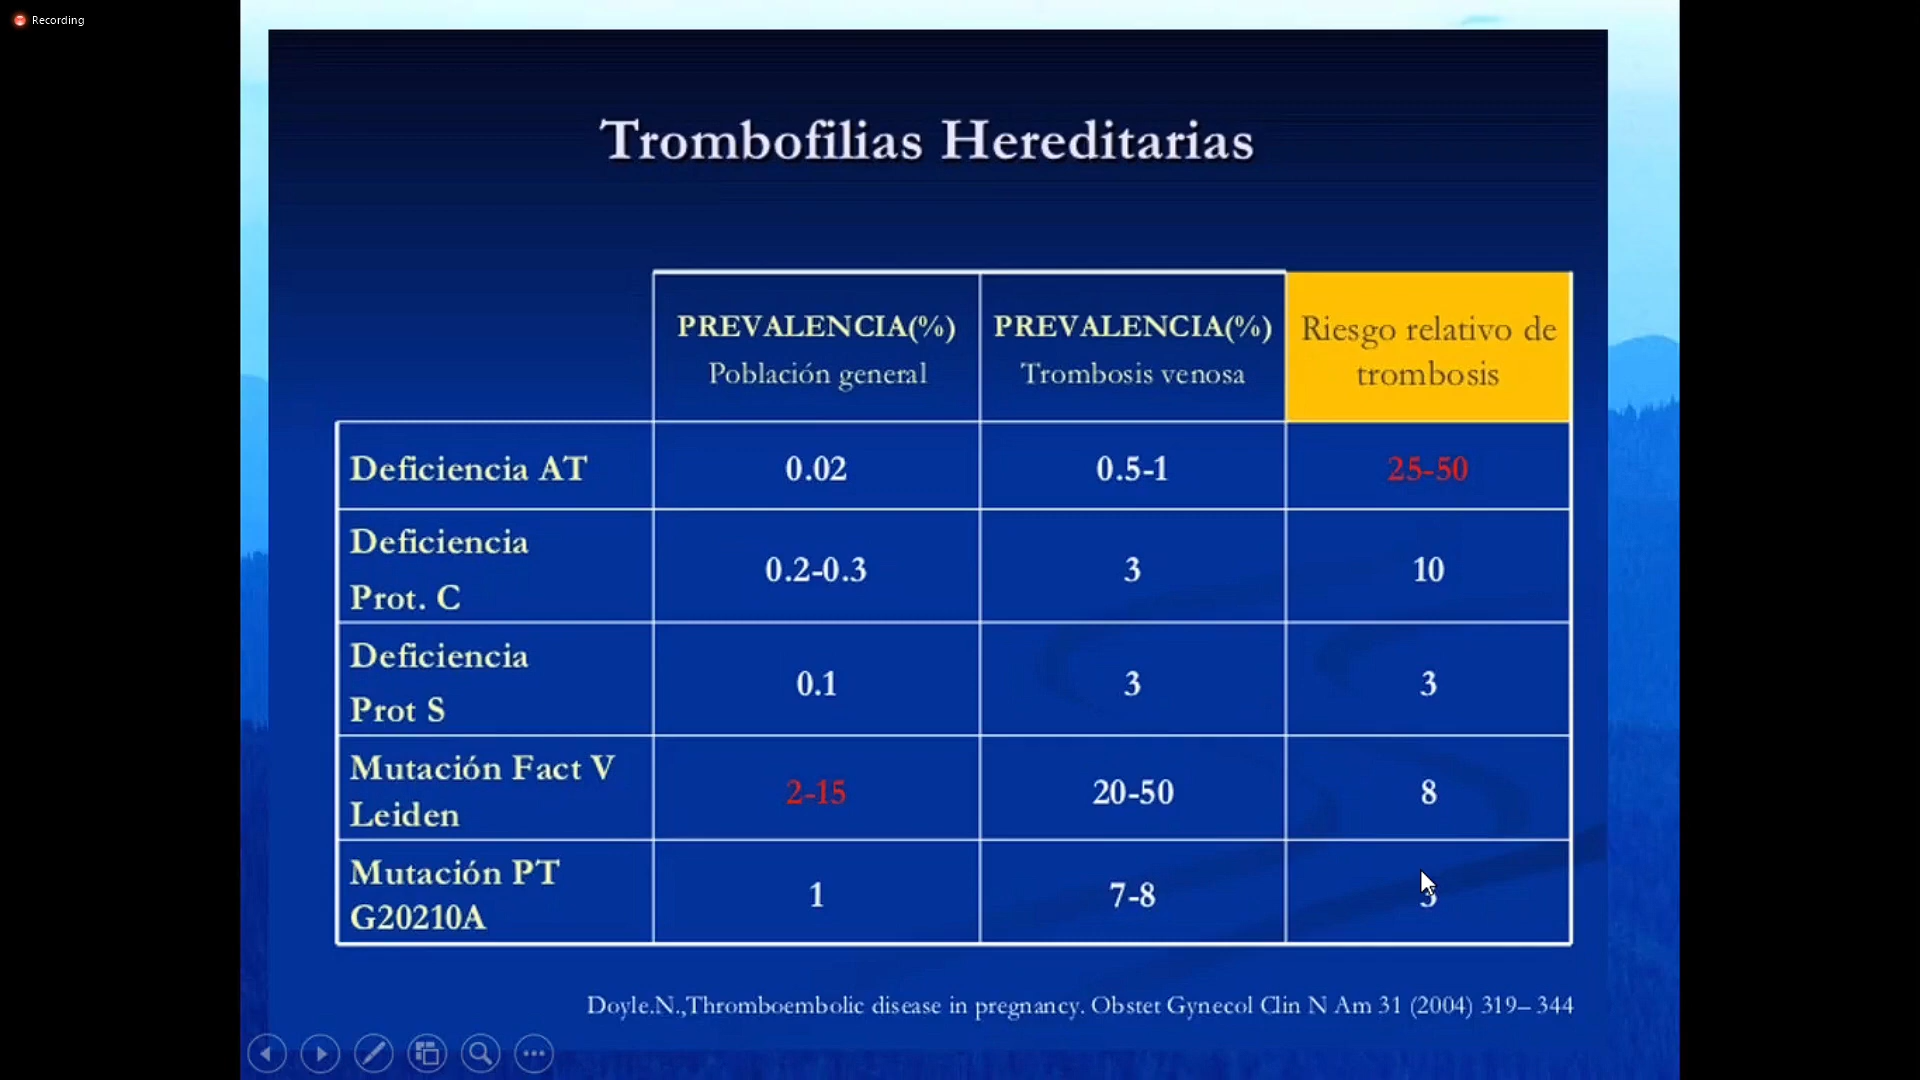 Recording
Trombofilias Hereditarias
PREVALENCIA(%) PREVALENCIA(%) Riesgo relativo de
Población general Trombosis venosa trombosis
Deficiencia AT 0.02 0.5-1 25-50
Deficiencia
Prot. C 0.2-0.3 3 10
Deficiencia
Prot S 0.1 3 3
Mutación Fact V
Leiden 2-15 20-50 8
Mutación PT
G20210A 1 7-8
Doyle.N.,Thromboembolic disease in pregnancy. Obstet Gynecol Clin N Am 31 (2004) 319– 344